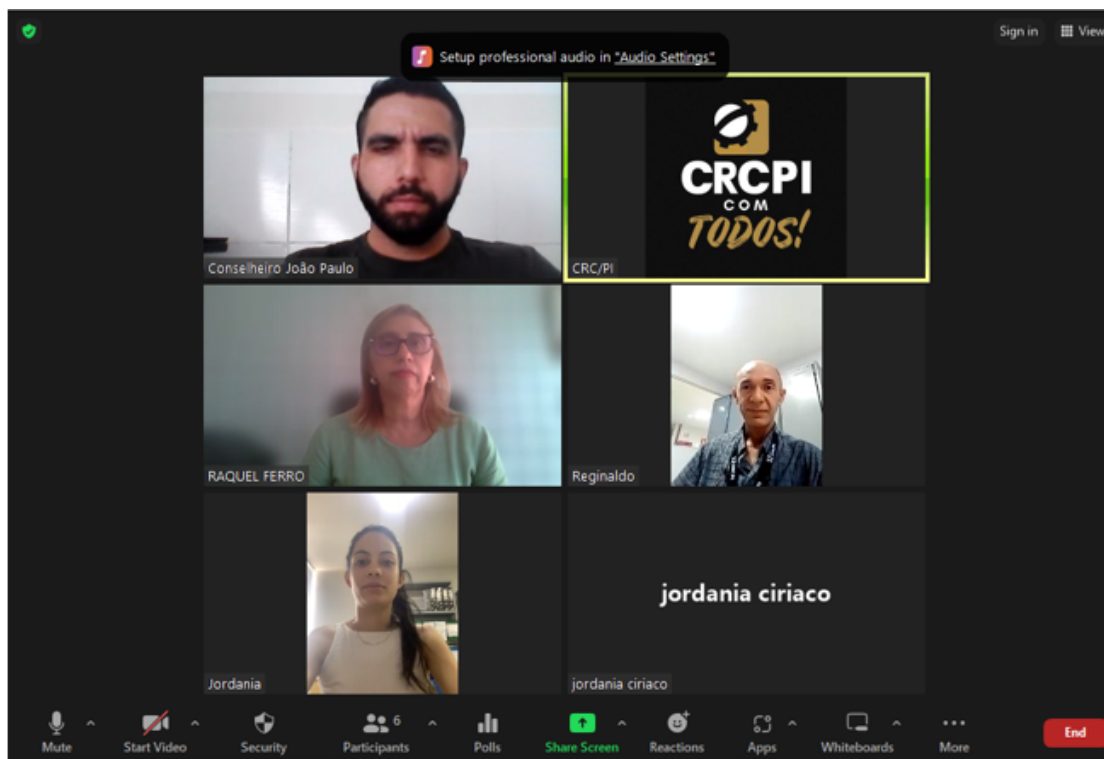 Sign in
View
Setup professional audio in "Audio Settings"
Conselheiro João Paulo
CRCPI
COM
TODOS!
CRC/PI
RAQUEL FERRO
Reginaldo
Jordania
jordania ciriaco
jordania ciriaco
6
Mute
Start Video
Security
Participants
Polls
Share Screen
Reactions
Apps
Whiteboards
More
End